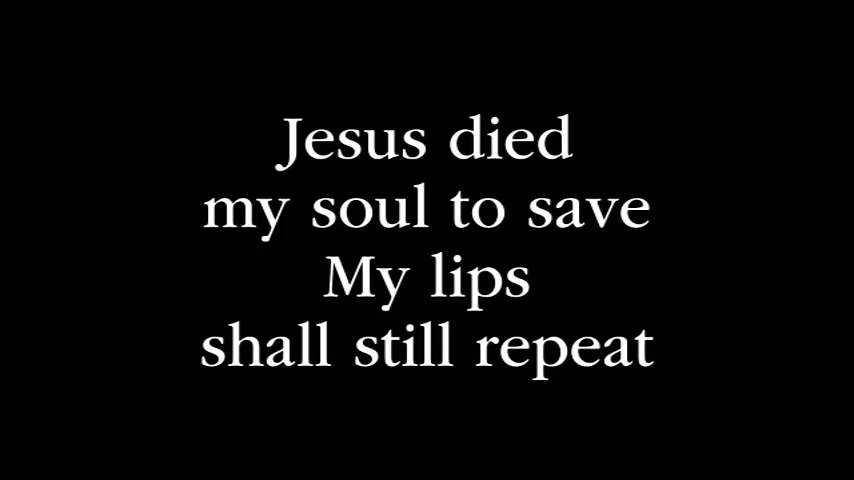 Jesus died
my soul to save
My lips
shall still repeat